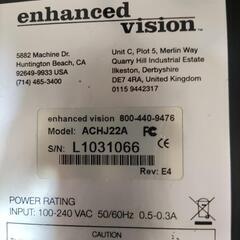 enhanced
vision
5882 Machine Dr.
Huntington Beach, CA
92649-9933 USA
(714) 465-3400
Unit C, Plot 5, Merlin Way
Quarry Hill Industrial Estate
Ilkeston, Derbyshire
DE7 4RA, United Kingdom
0115 9442317
enhanced vision 800-440-9476
Model: ACHJ22A FC
S/N: L1031066
Rev: E4
POWER RATING
INPUT: 100-240 VAC 50/60Hz 0.5-0.3A